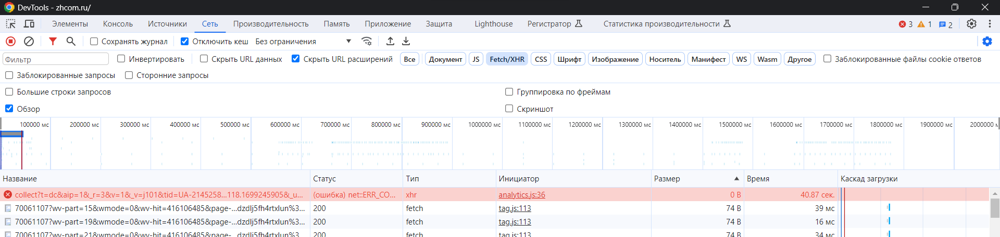 DevTools - zhcom.ru/
Элементы Консоль Источники Сеть Производительность Память Приложение Защита Lighthouse Регистратор Статистика производительности 3 1 2
Сохранять журнал Отключить кеш Без ограничения
Фильтр Инвертировать Скрыть URL данных Скрыть URL расширений Все Документ JS Fetch/XHR CSS Шрифт Изображение Носитель Манифест WS Wasm Другое Заблокированные файлы cookie ответов
Заблокированные запросы Сторонние запросы
Большие строки запросов Группировка по фреймам
Обзор Скриншот
100000 мс 200000 мс 300000 мс 400000 мс 500000 мс 600000 мс 700000 мс 800000 мс 900000 мс 1000000 мс 1100000 мс 1200000 мс 1300000 мс 1400000 мс 1500000 мс 1600000 мс 1700000 мс 1800000 мс 1900000 мс 2000000
Название Статус Тип Инициатор Размер Время Каскад загрузки
collect?t=dc&aip=1&_r=3&v=1&_v=j101&tid=UA-2145258...118.1699245905&_u... (ошибка) net::ERR_CO... xhr analytics.js:36 0 B 40.87 сек.
70061107?wv-part=15&wmode=0&wv-hit=416106485&page-...dzdlj5fh4rtxlun%3... 200 fetch tag.js:113 74 B 39 мс
70061107?wv-part=19&wmode=0&wv-hit=416106485&page-...dzdlj5fh4rtxlun%3... 200 fetch tag.js:113 74 B 16 мс
70061107?wv-part=21&wmode=0&wv-hit=416106485&page-...dzdlj5fh4rtxlun%3... 200 fetch tag.js:113 74 B 34 мс